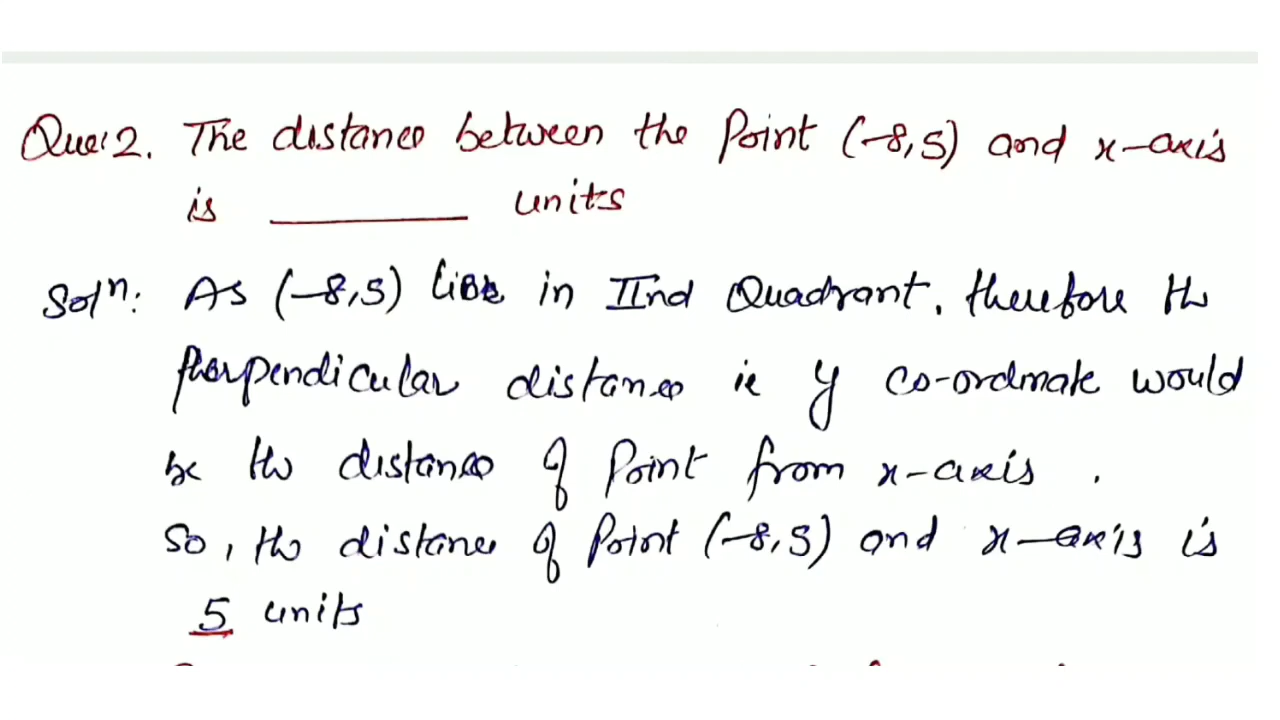 Que:2. The distance between the Point (-8,5) and x-axis
is ________ units
Solⁿ: As (-8,5) lies in IInd Quadrant, therefore the
perpendicular distance ie y co-ordinate would
be the distance of Point from x-axis.
So, the distance of Point (-8,5) and x-axis is
5 units